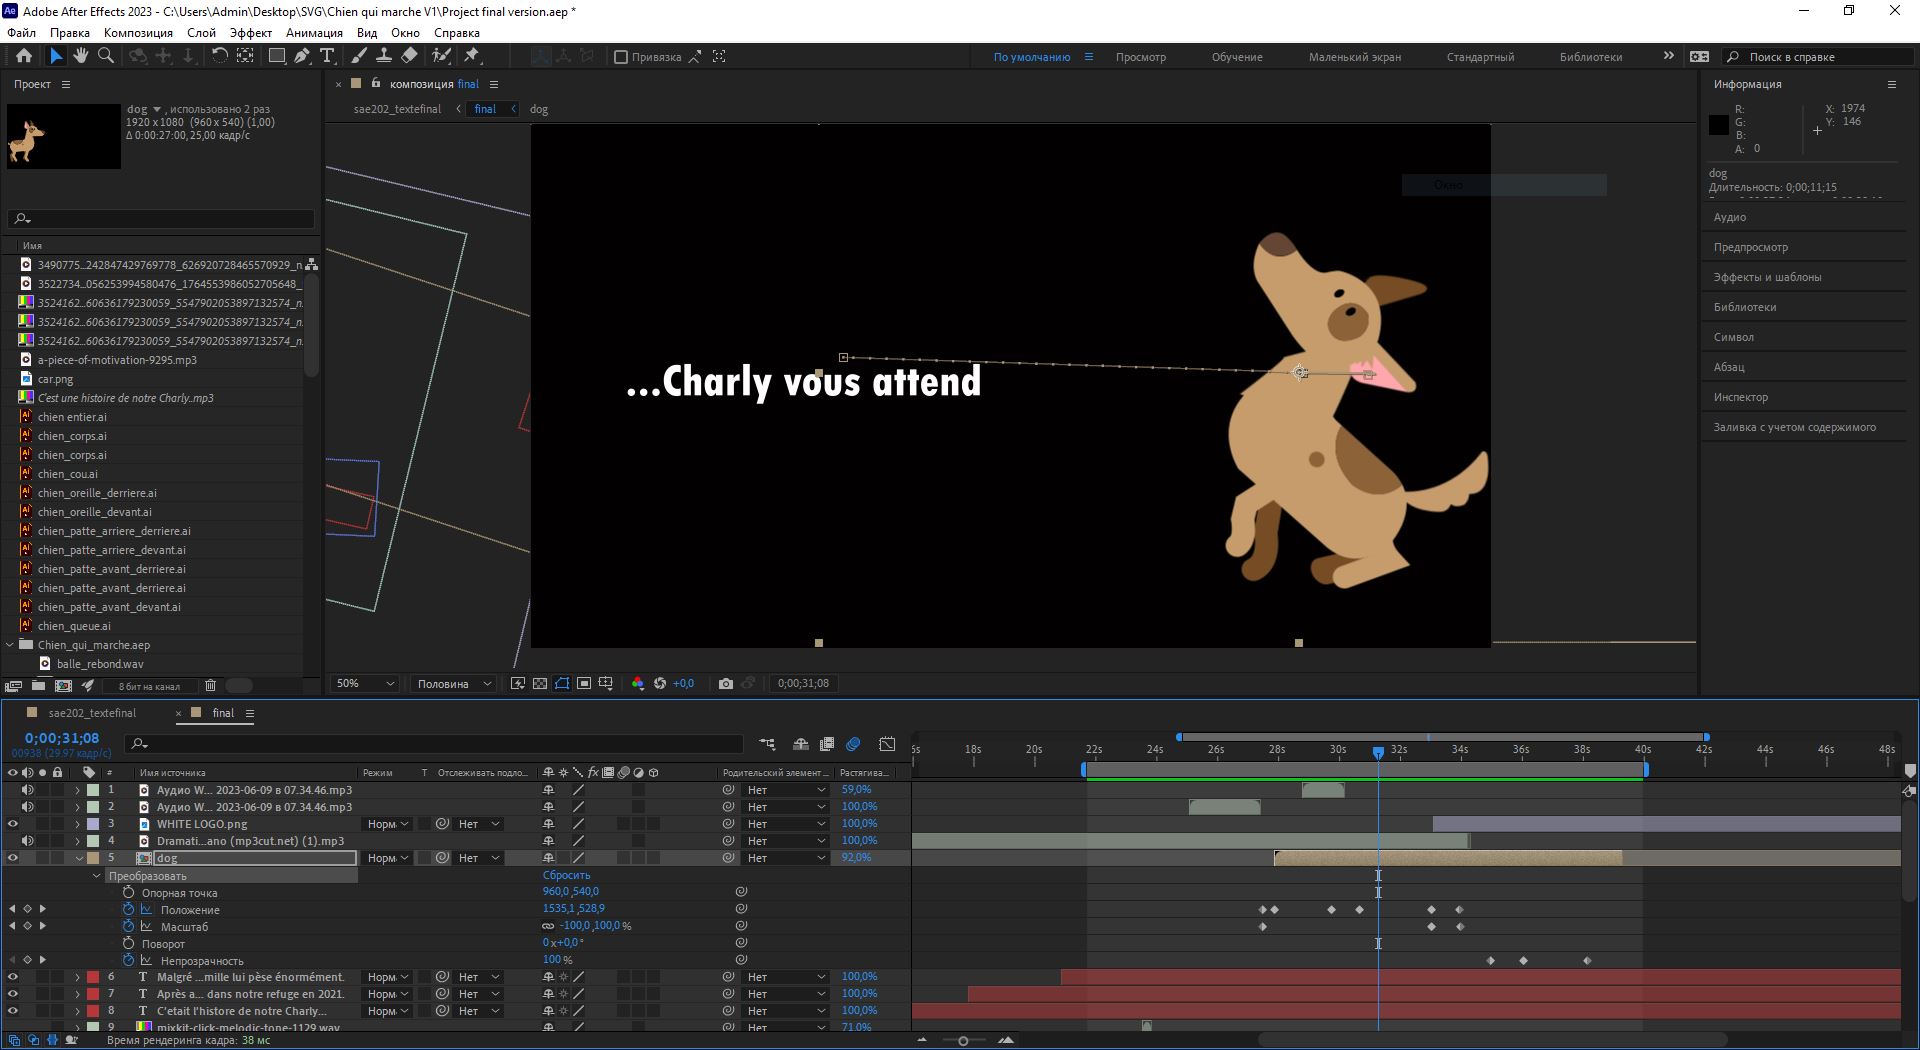 Adobe After Effects 2023 - C:\Users\Admin\Desktop\SVG\Chien qui marche V1\Project final version.aep *
Файл Правка Композиция Слой Эффект Анимация Вид Окно Справка
Привязка
По умолчанию Просмотр Обучение Маленький экран Стандартный Библиотеки Поиск в справке
Проект
dog , использовано 2 раз
1920 x 1080 (960 x 540) (1,00)
Δ 0:00:27:00, 25,00 кадр/с
Имя
3490775...242847429769778_626920728465570929_n
3522734...056253994580476_1764553986052705648_
3524162...60636179230059_5547902053897132574_n
3524162...60636179230059_5547902053897132574_n
3524162...60636179230059_5547902053897132574_n
a-piece-of-motivation-9295.mp3
car.png
C'est une histoire de notre Charly..mp3
chien entier.ai
chien_corps.ai
chien_corps.ai
chien_cou.ai
chien_oreille_derriere.ai
chien_oreille_devant.ai
chien_patte_arriere_derriere.ai
chien_patte_arriere_devant.ai
chien_patte_avant_derriere.ai
chien_patte_avant_derriere.ai
chien_patte_avant_devant.ai
chien_queue.ai
Chien_qui_marche.aep
balle_rebond.wav
8 бит на канал
композиция final
sae202_textefinal final dog
Окно
...Charly vous attend
50% Половина +0,0 0;00;31;08
Информация
R: X: 1974
G: Y: 146
B:
A: 0
dog
Длительность: 0;00;11;15
Аудио
Предпросмотр
Эффекты и шаблоны
Библиотеки
Символ
Абзац
Инспектор
Заливка с учетом содержимого
sae202_textefinal final
0;00;31;08
00938 (29.97 кадр/с)
# Имя источника Режим T Отслеживать подло... fx Родительский элемент ... Растягива...
18s 20s 22s 24s 26s 28s 30s 32s 34s 36s 38s 40s 42s 44s 46s 48s
1 Аудио W... 2023-06-09 в 07.34.46.mp3 Нет 59,0%
2 Аудио W... 2023-06-09 в 07.34.46.mp3 Нет 100,0%
3 WHITE LOGO.png Норм Нет Нет 100,0%
4 Dramati...ano (mp3cut.net) (1).mp3 Нет 100,0%
5 dog Норм Нет Нет 92,0%
Преобразовать Сбросить
Опорная точка 960,0,540,0
Положение 1535,1,528,9
Масштаб -100,0,100,0 %
Поворот 0 x+0,0 °
Непрозрачность 100 %
6 T Malgré ...mille lui pèse énormément. Норм Нет Нет 100,0%
7 T Après a... dans notre refuge en 2021. Норм Нет Нет 100,0%
8 T C'etait l'histore de notre Charly... Норм Нет Нет 100,0%
9 mixkit-click-melodic-tone-1129.wav Нет 71,0%
Время рендеринга кадра: 38 мс